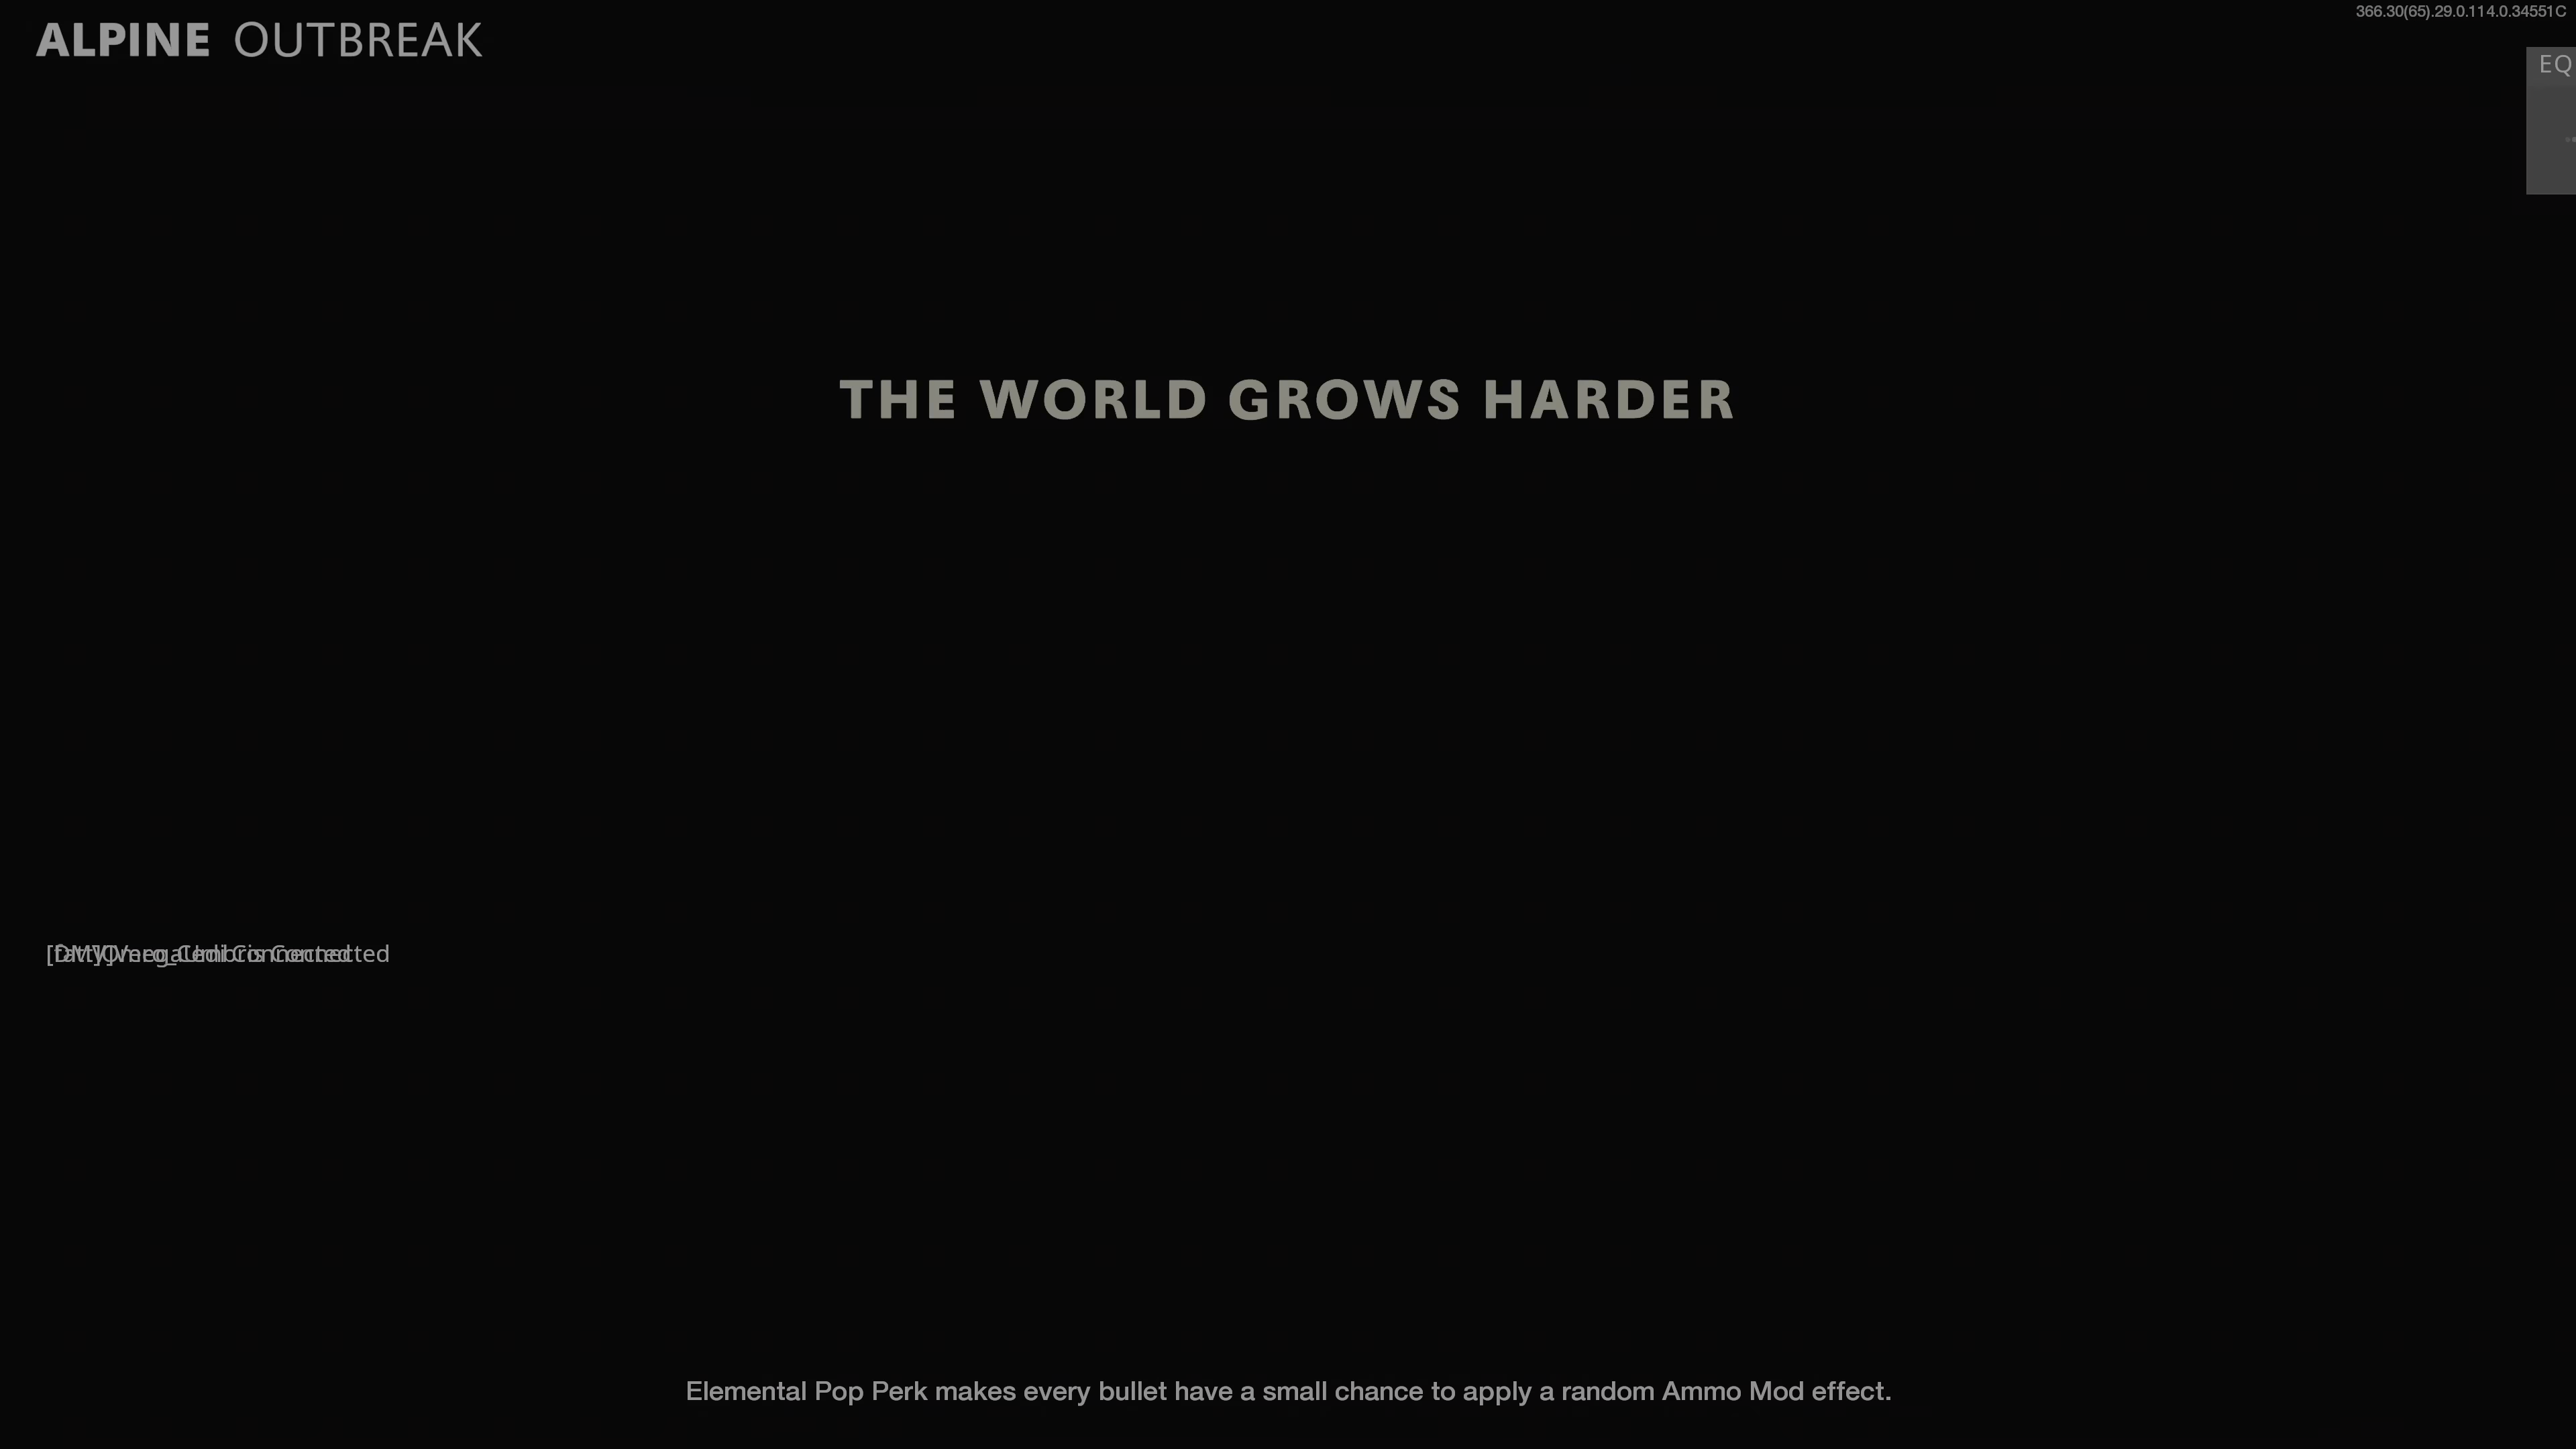 ALPINE OUTBREAK
366.30(65).29.0.114.0.34551C
EQ
THE WORLD GROWS HARDER
Connected
Elemental Pop Perk makes every bullet have a small chance to apply a random Ammo Mod effect.